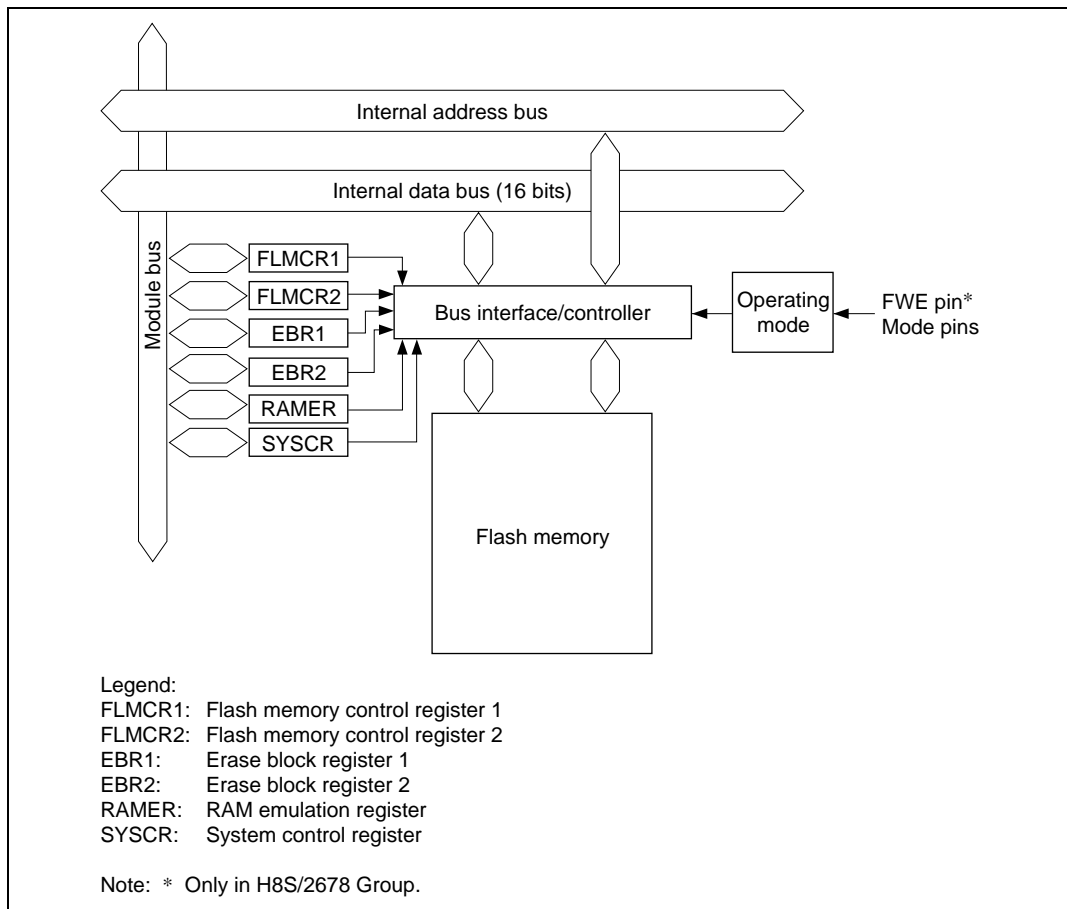 Internal address bus
Internal data bus (16 bits)
Module bus
FLMCR1
FLMCR2
EBR1
EBR2
RAMER
SYSCR
Bus interface/controller
Operating
mode
FWE pin*
Mode pins
Flash memory
Legend:
FLMCR1: Flash memory control register 1
FLMCR2: Flash memory control register 2
EBR1: Erase block register 1
EBR2: Erase block register 2
RAMER: RAM emulation register
SYSCR: System control register
Note: * Only in H8S/2678 Group.